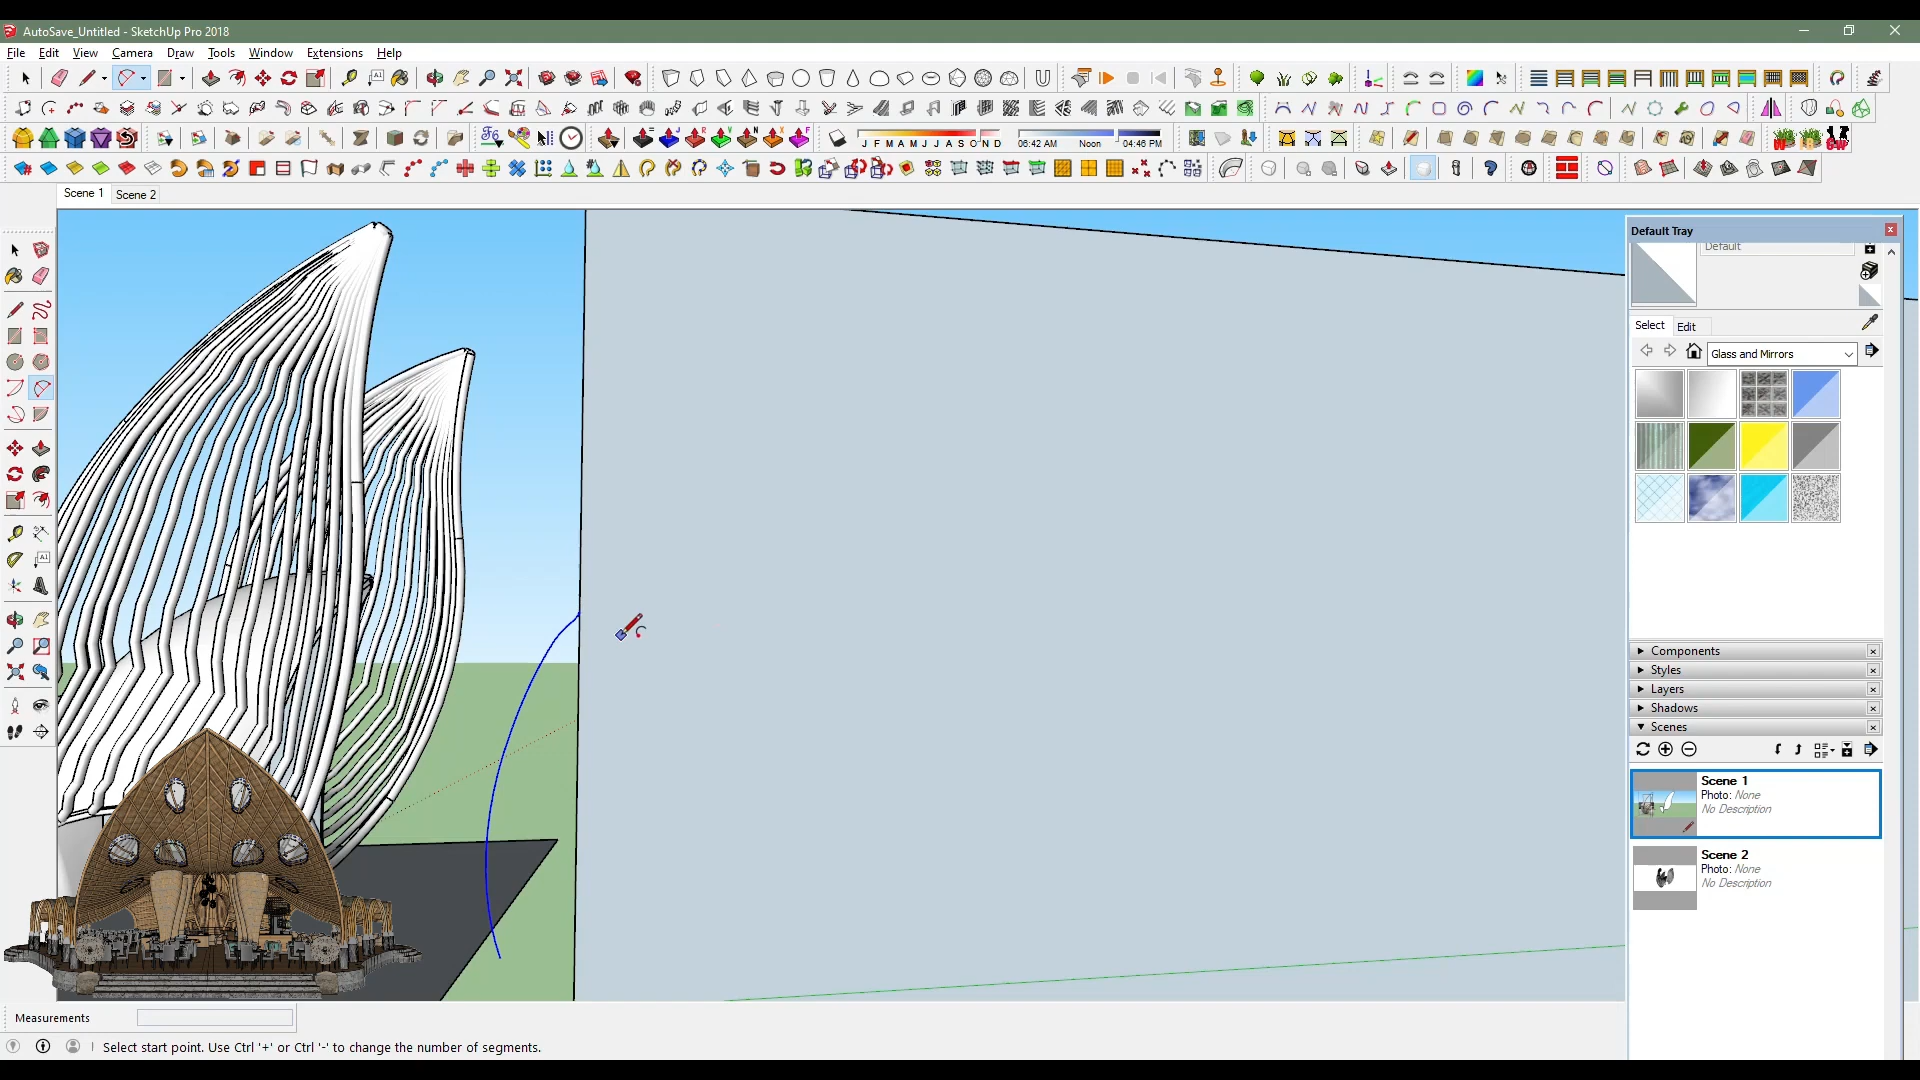 AutoSave_Untitled - SketchUp Pro 2018
File Edit View Camera Draw Tools Window Extensions Help
J F M A M J J A S O N D 06:42 AM Noon 04:46 PM
Scene 1 Scene 2
Default Tray
Default
Select Edit
Glass and Mirrors
Components
Styles
Layers
Shadows
Scenes
Scene 1
Photo: None
No Description
Scene 2
Photo: None
No Description
Measurements
Select start point. Use Ctrl '+' or Ctrl '-' to change the number of segments.